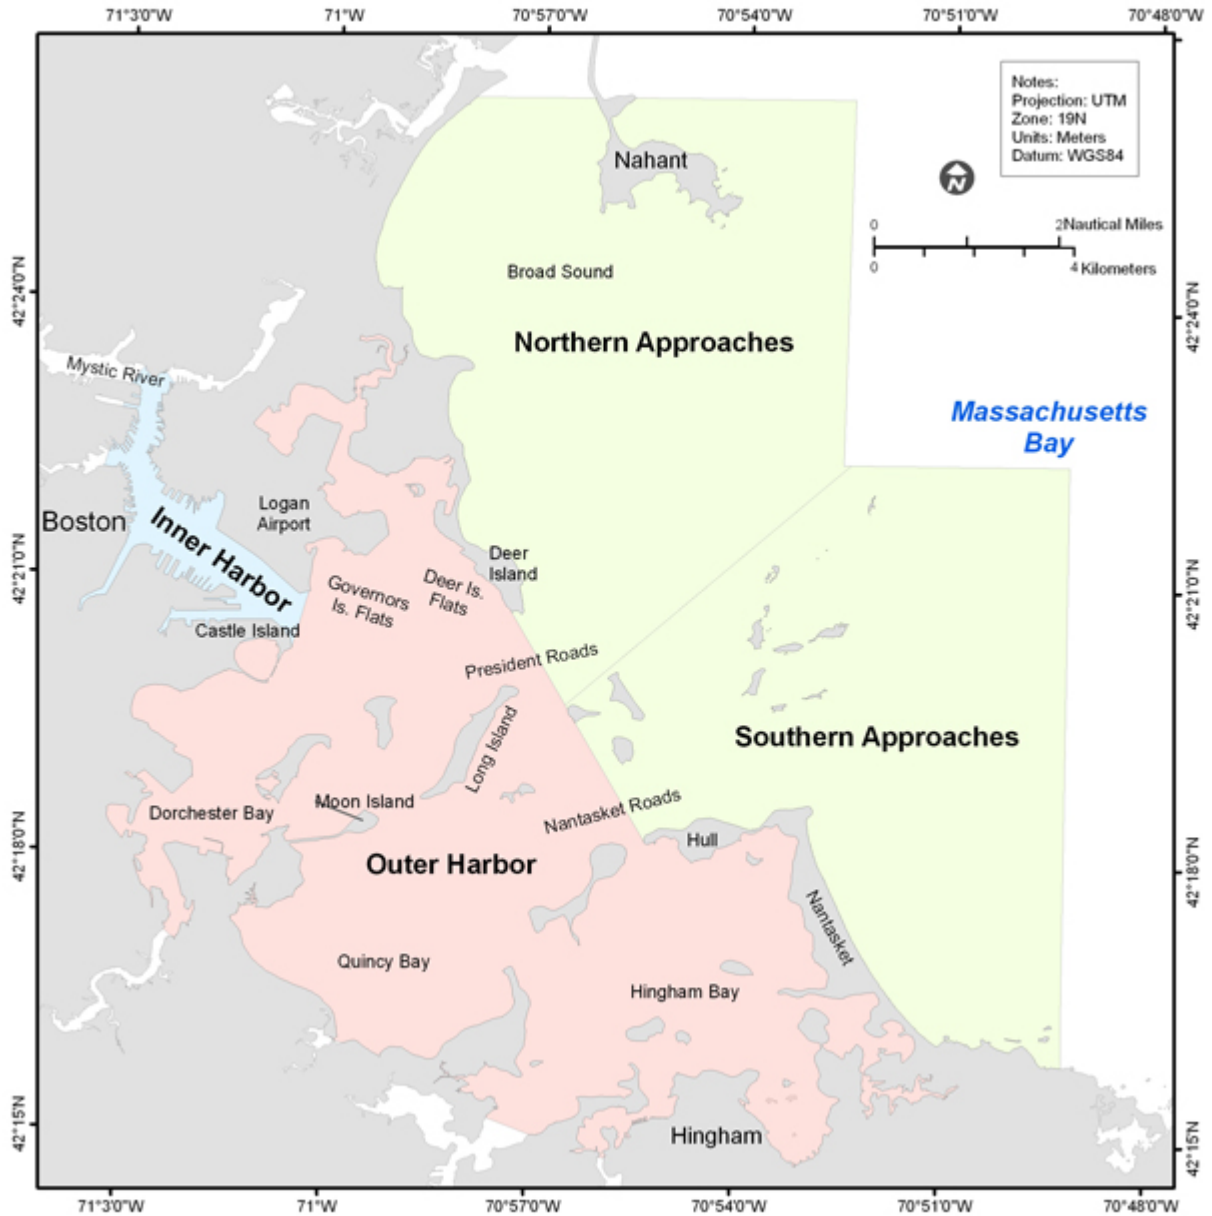 71°3'0"W 71°W 70°57'0"W 70°54'0"W 70°51'0"W 70°48'0"W
Notes:
Projection: UTM
Zone: 19N
Units: Meters
Datum: WGS84
Nahant
N
0 2 Nautical Miles
0 4 Kilometers
Broad Sound
42°24'0"N
42°24'0"N
Northern Approaches
Mystic River
Massachusetts
Bay
Logan
Airport
Boston
Inner Harbor
Deer
Island
42°21'0"N
42°21'0"N
Governors
Is. Flats
Deer Is.
Flats
Castle Island
President Roads
Long Island
Southern Approaches
Moon Island
Dorchester Bay
Nantasket Roads
Hull
42°18'0"N
42°18'0"N
Outer Harbor
Nantasket
Quincy Bay
Hingham Bay
42°15'N
42°15'N
Hingham
71°3'0"W 71°W 70°57'0"W 70°54'0"W 70°51'0"W 70°48'0"W